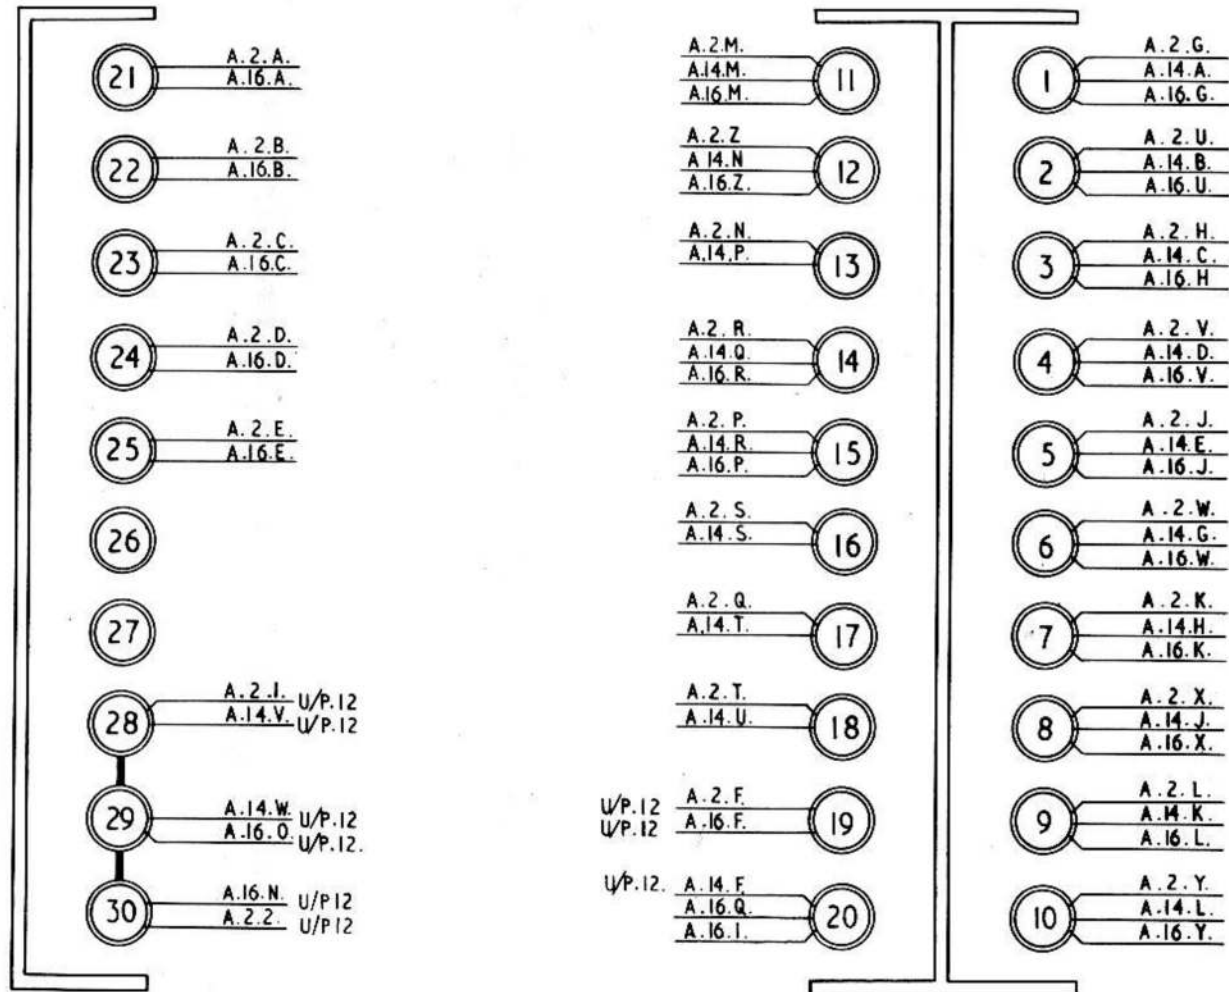 21
A.2.A.
A.16.A.
22
A.2.B.
A.16.B.
23
A.2.C.
A.16.C.
24
A.2.D.
A.16.D.
25
A.2.E.
A.16.E.
26
27
28
A.2.I. U/P.12
A.14.V. U/P.12
29
A.14.W. U/P.12
A.16.O. U/P.12.
30
A.16.N. U/P12
A.2.2. U/P12
A.2.M.
A.14.M.
A.16.M.
11
A.2.Z
A 14.N
A.16.Z.
12
A.2.N.
A,14,P.
13
A.2.R.
A.14.Q.
A.16.R.
14
A.2.P.
A.14.R.
A.16.P.
15
A.2.S.
A.14.S.
16
A.2.Q.
A,14.T.
17
A.2.T.
A.14.U.
18
U/P.12 A.2.F.
U/P.12 A.16.F.
19
U/P.12. A.14.F.
A.16.Q.
A.16.I.
20
1
A.2.G.
A.14.A.
A.16.G.
2
A.2.U.
A.14.B.
A.16.U.
3
A.2.H.
A.14.C.
A.16.H
4
A.2.V.
A.14.D.
A.16.V.
5
A.2.J.
A.14.E.
A.16.J.
6
A.2.W.
A.14.G.
A.16.W.
7
A.2.K.
A.14.H.
A.16.K.
8
A.2.X.
A.14.J.
A.16.X.
9
A.2.L.
A.14.K.
A.16.L.
10
A.2.Y.
A.14.L.
A.16.Y.